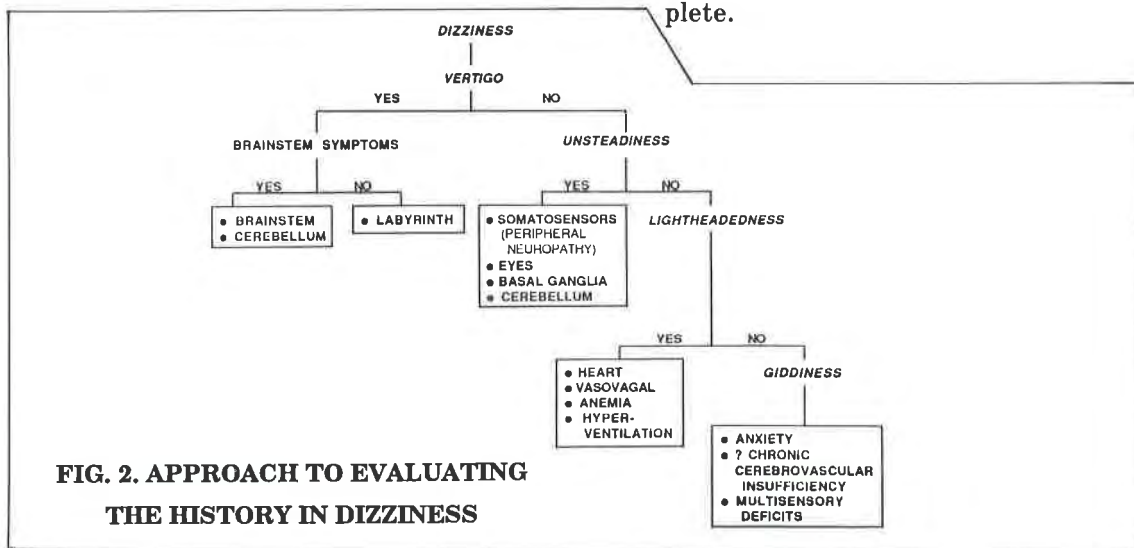 plete.
DIZZINESS
VERTIGO
YES NO
BRAINSTEM SYMPTOMS
UNSTEADINESS
YES NO
YES NO
• BRAINSTEM
• CEREBELLUM
• LABYRINTH
• SOMATOSENSORS
(PERIPHERAL
NEUROPATHY)
• EYES
• BASAL GANGLIA
• CEREBELLUM
LIGHTHEADEDNESS
YES NO
• HEART
• VASOVAGAL
• ANEMIA
• HYPER-
VENTILATION
GIDDINESS
• ANXIETY
• ? CHRONIC
CEREBROVASCULAR
INSUFFICIENCY
• MULTISENSORY
DEFICITS
FIG. 2. APPROACH TO EVALUATING
THE HISTORY IN DIZZINESS